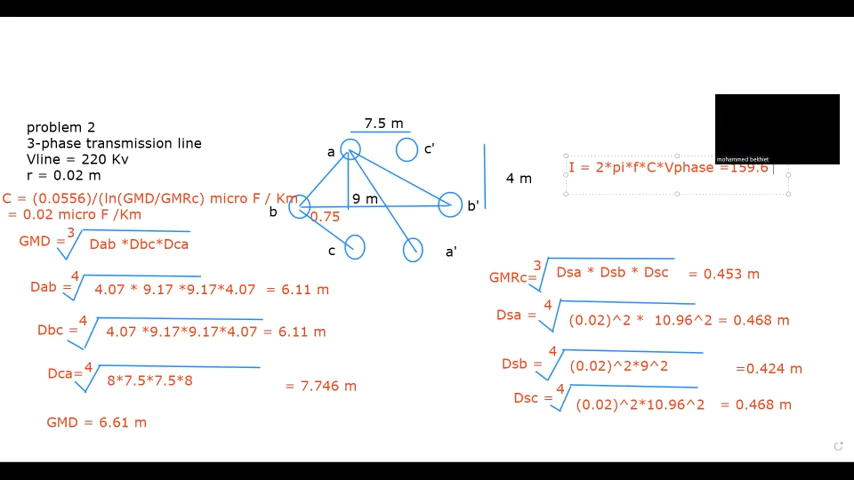 problem 2
3-phase transmission line
Vline = 220 Kv
r = 0.02 m
C = (0.0556)/(ln(GMD/GMRc) micro F / Km
= 0.02 micro F /Km
GMD = 3 Dab *Dbc*Dca
Dab = 4 4.07 * 9.17 *9.17*4.07 = 6.11 m
Dbc = 4 4.07 *9.17*9.17*4.07 = 6.11 m
Dca= 4 8*7.5*7.5*8 = 7.746 m
GMD = 6.61 m
7.5 m
a
c'
4 m
9 m
b
0.75
b'
c
a'
mohammed bekhiet
I = 2*pi*f*C*Vphase =159.6
GMRc= 3 Dsa * Dsb * Dsc = 0.453 m
Dsa = 4 (0.02)^2 * 10.96^2 = 0.468 m
Dsb = 4 (0.02)^2*9^2 =0.424 m
Dsc = 4 (0.02)^2*10.96^2 = 0.468 m